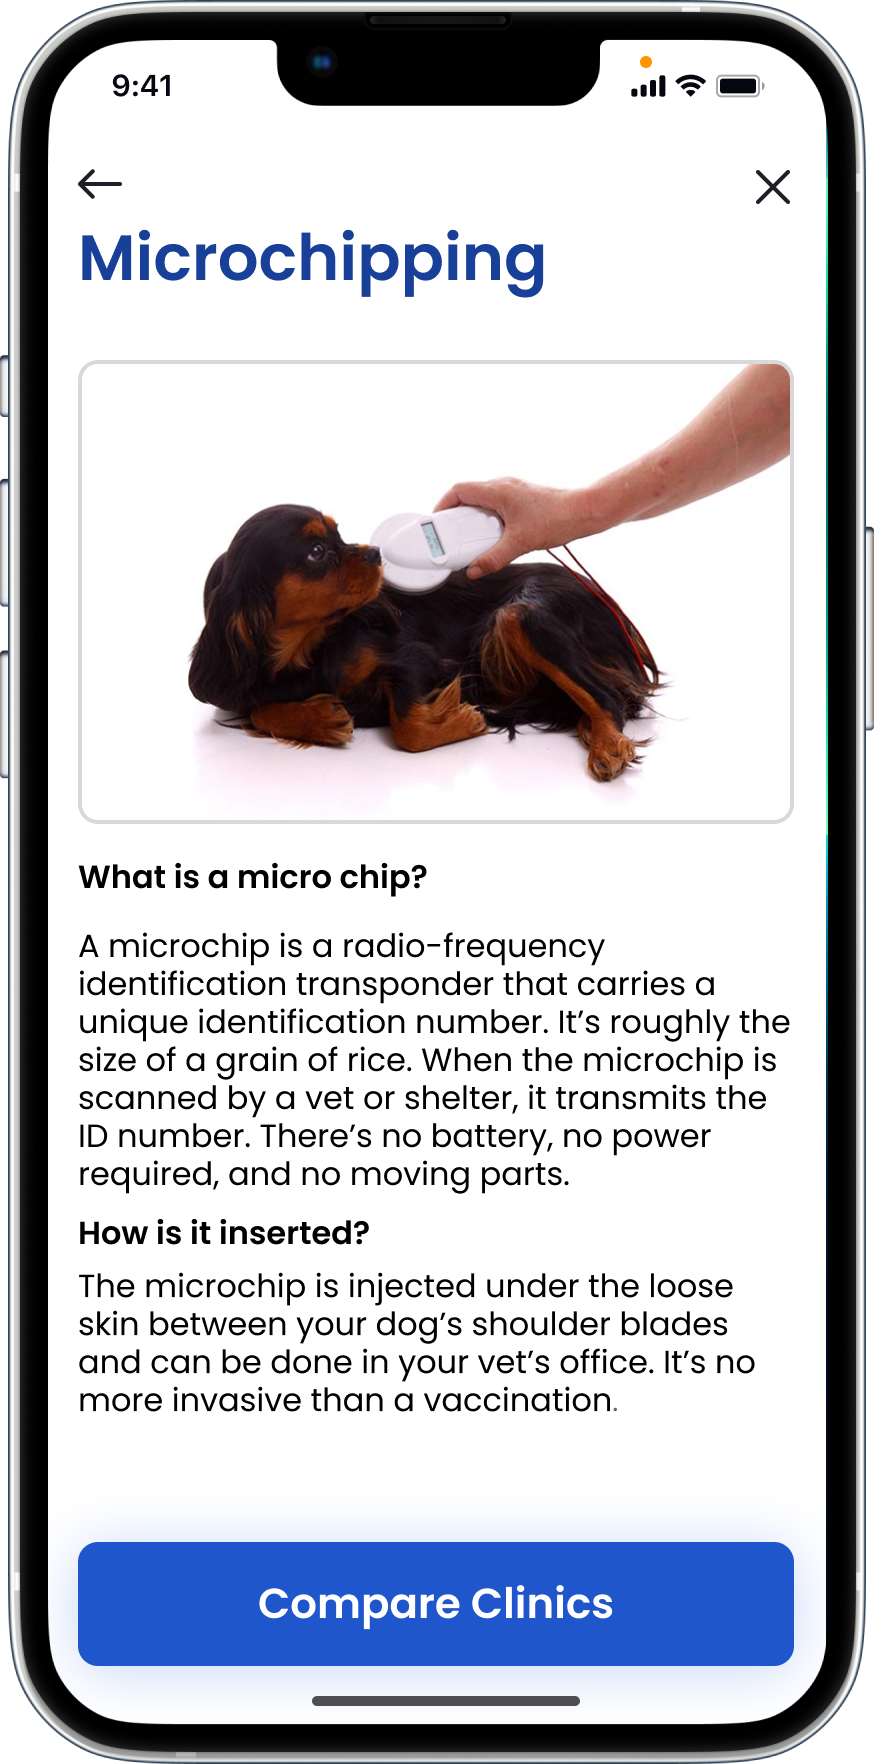 9:41
Microchipping
What is a micro chip?
A microchip is a radio-frequency
identification transponder that carries a
unique identification number. It’s roughly the
size of a grain of rice. When the microchip is
scanned by a vet or shelter, it transmits the
ID number. There’s no battery, no power
required, and no moving parts.
How is it inserted?
The microchip is injected under the loose
skin between your dog’s shoulder blades
and can be done in your vet’s office. It’s no
more invasive than a vaccination.
Compare Clinics